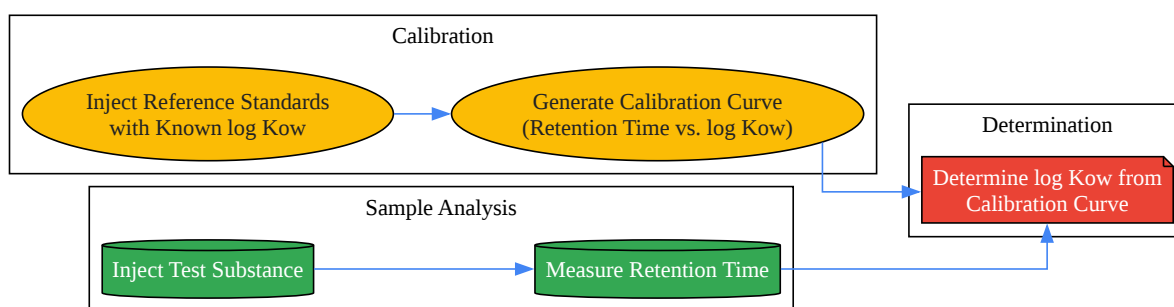 Calibration
Inject Reference Standards
with Known log Kow
Generate Calibration Curve
(Retention Time vs. log Kow)
Determination
Determine log Kow from
Calibration Curve
Sample Analysis
Inject Test Substance
Measure Retention Time